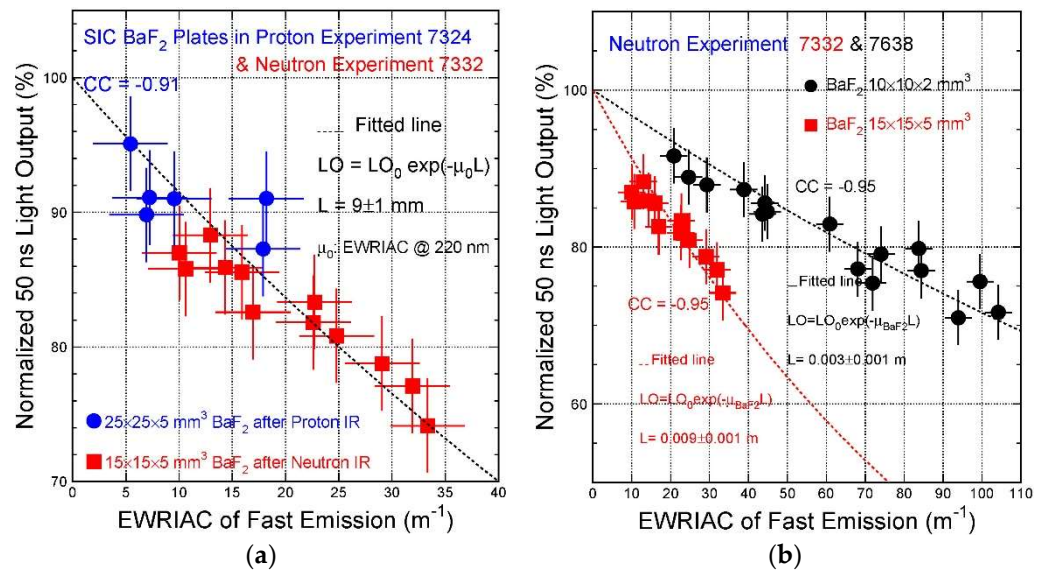 SIC BaF2 Plates in Proton Experiment 7324
& Neutron Experiment 7332
CC = -0.91
Fitted line
LO = LO0 exp(-μ0L)
L = 9±1 mm
μ0: EWRIAC @ 220 nm
25×25×5 mm3 BaF2 after Proton IR
15×15×5 mm3 BaF2 after Neutron IR
100
90
80
70
0 5 10 15 20 25 30 35 40
Normalized 50 ns Light Output (%)
EWRIAC of Fast Emission (m-1)
(a)
Neutron Experiment 7332 & 7638
BaF2 10×10×2 mm3
BaF2 15×15×5 mm3
CC = -0.95
Fitted line
LO=LO0exp(-μBaF2L)
L= 0.003±0.001 m
CC = -0.95
Fitted line
LO=LO0exp(-μBaF2L)
L= 0.009±0.001 m
100
80
60
0 10 20 30 40 50 60 70 80 90 100 110
Normalized 50 ns Light Output (%)
EWRIAC of Fast Emission (m-1)
(b)